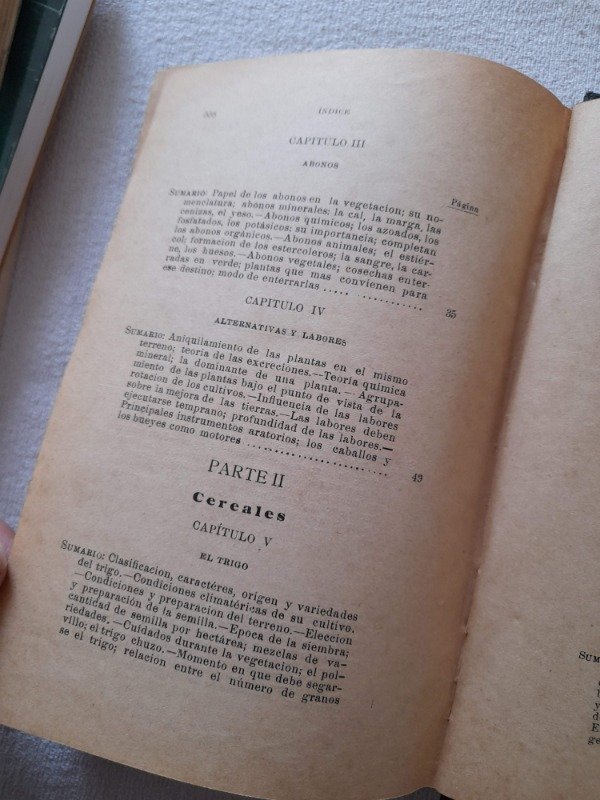 508
ÍNDICE
CAPITULO III
ABONOS
Página
SUMARIO: Papel de los abonos en la vegetacion; su no-
menclatura; abonos minerales; la cal, la marga, las
cenizas, el yeso.—Abonos químicos; los azoados, los
fosfatados, los potásicos; su importancia; completan
los abonos orgánicos.—Abonos animales; el estiér-
col; formacion de los estercoleros; la sangre, la car-
ne, los huesos.—Abonos vegetales; cosechas enter-
radas en verde; plantas que mas convienen para
ese destino; modo de enterrarlas ..... ............ 35
CAPITULO IV
ALTERNATIVAS Y LABORES
SUMARIO: Aniquilamiento de las plantas en el mismo
terreno; teoria de las excreciones.—Teoría química
mineral; la dominante de una planta.—Agrupa-
miento de las plantas bajo el punto de vista de la
rotacion de los cultivos.—Influencia de las labores
sobre la mejora de las tierras.—Las labores deben
ejecutarse temprano; profundidad de las labores.—
Principales instrumentos aratorios; los caballos y
los bueyes como motores ........................ 49
PARTE II
Cereales
CAPÍTULO V
EL TRIGO
SUMARIO: Clasificacion, caractéres, origen y variedades
del trigo.—Condiciones climatéricas de su cultivo.
—Condiciones y preparacion del terreno.—Eleccion
y preparación de la semilla.—Epoca de la siembra;
cantidad de semilla por hectárea; mezclas de va-
riedades.—Cuidados durante la vegetacion; el pol-
villo; el trigo chuzo.—Momento en que debe segar-
se el trigo; relacion entre el número de granos
SU
y
d
E
ge